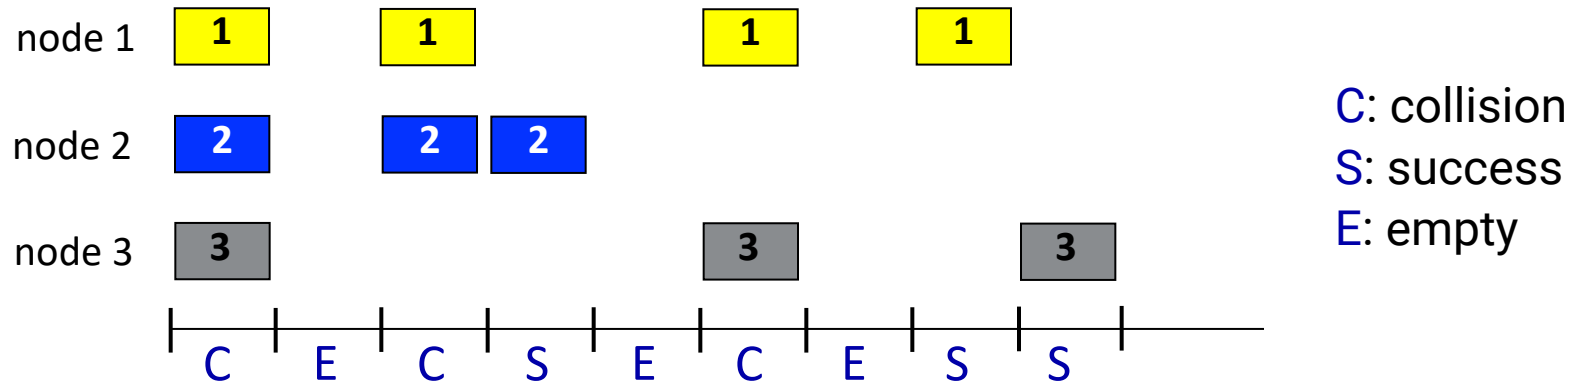 node 1 1 1 1 1
node 2 2 2 2
node 3 3 3 3
C E C S E C E S S
C: collision
S: success
E: empty